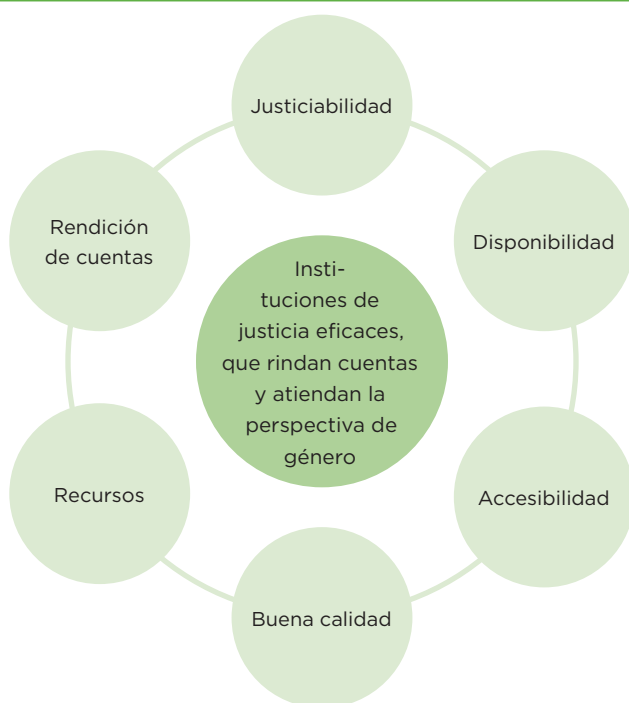 Justiciabilidad
Rendición
de cuentas
Disponibilidad
Insti-
tuciones de
justicia eficaces,
que rindan cuentas
y atiendan la
perspectiva de
género
Recursos
Accesibilidad
Buena calidad